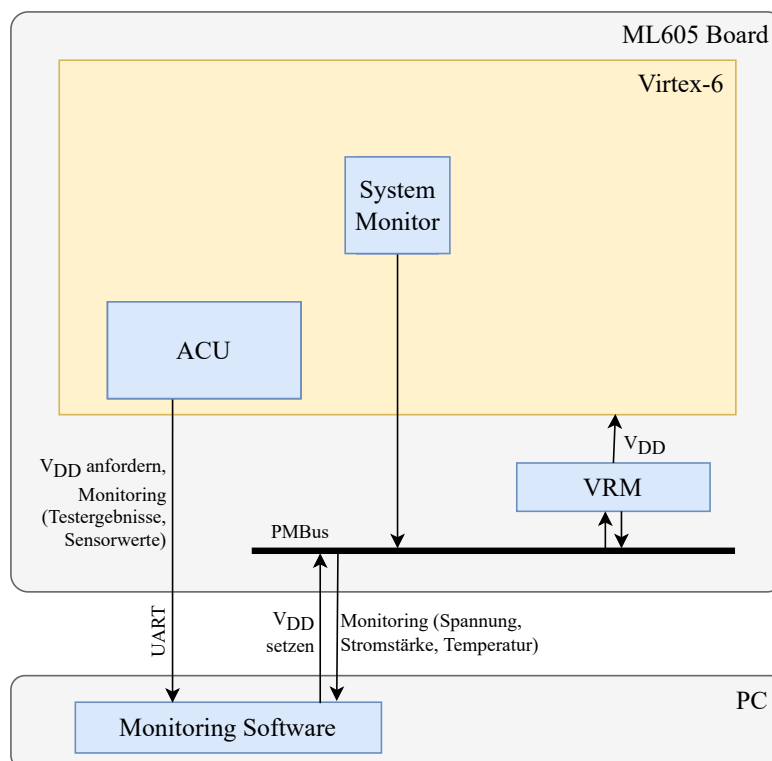 ML605 Board
Virtex-6
System
Monitor
ACU
VDD anfordern,
Monitoring
(Testergebnisse,
Sensorwerte)
VDD
VRM
PMBus
UART
VDD
setzen
Monitoring (Spannung,
Stromstärke, Temperatur)
PC
Monitoring Software